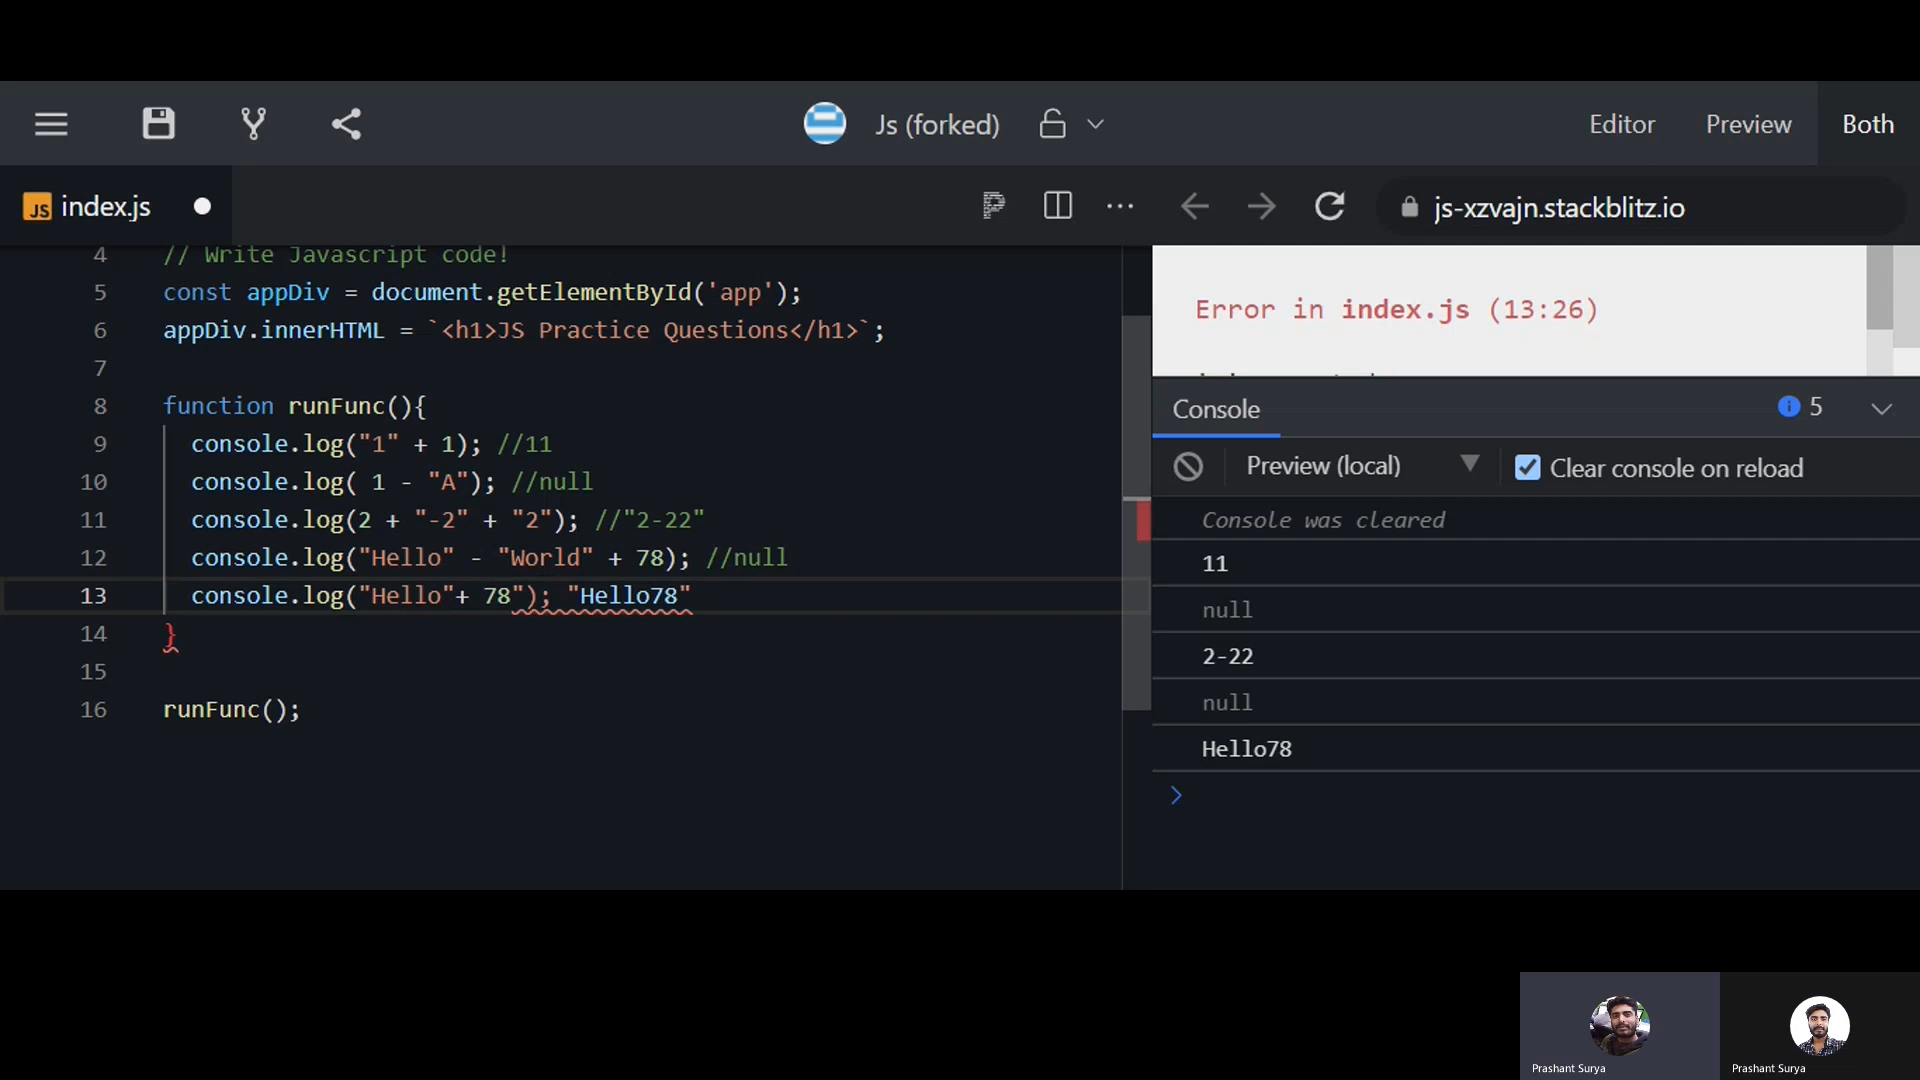 Js (forked)
Editor
Preview
Both
JS index.js
js-xzvajn.stackblitz.io
4 // Write Javascript code!
5 const appDiv = document.getElementById('app');
6 appDiv.innerHTML = `<h1>JS Practice Questions</h1>`;
7
8 function runFunc(){
9 console.log("1" + 1); //11
10 console.log( 1 - "A"); //null
11 console.log(2 + "-2" + "2"); //"2-22"
12 console.log("Hello" - "World" + 78); //null
13 console.log("Hello"+ 78"); "Hello78"
14 }
15
16 runFunc();
Error in index.js (13:26)
Console
5
Preview (local)
Clear console on reload
Console was cleared
11
null
2-22
null
Hello78
Prashant Surya
Prashant Surya